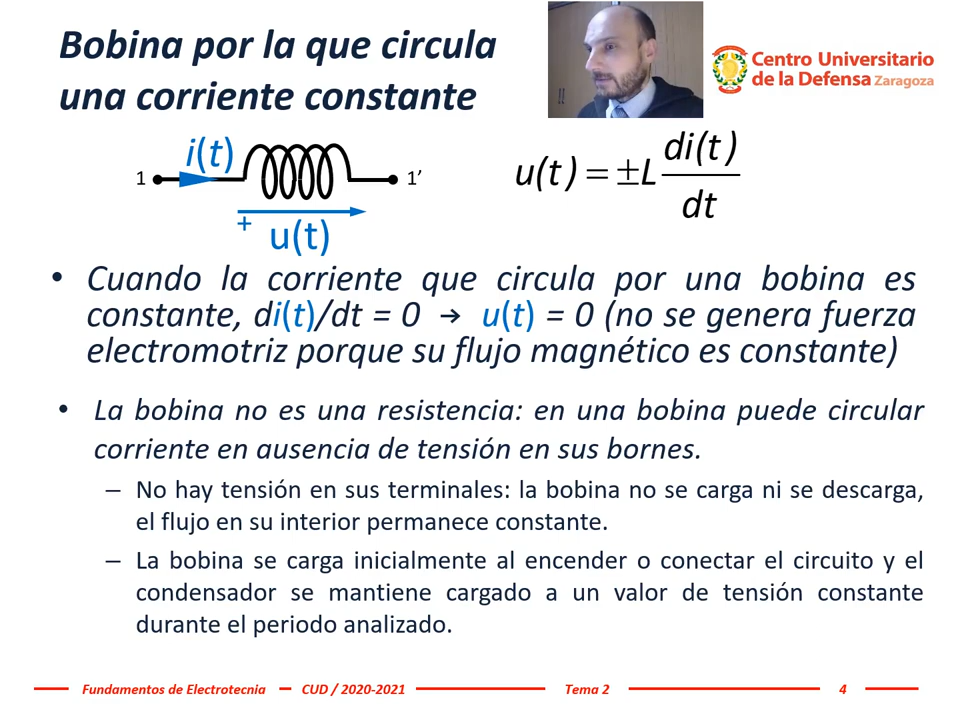 Bobina por la que circula
una corriente constante
Centro Universitario
de la Defensa Zaragoza
i(t)
1
1'
+ u(t)
u(t) = ±L di(t)/dt
• Cuando la corriente que circula por una bobina es
constante, di(t)/dt = 0 → u(t) = 0 (no se genera fuerza
electromotriz porque su flujo magnético es constante)
• La bobina no es una resistencia: en una bobina puede circular
corriente en ausencia de tensión en sus bornes.
– No hay tensión en sus terminales: la bobina no se carga ni se descarga,
el flujo en su interior permanece constante.
– La bobina se carga inicialmente al encender o conectar el circuito y el
condensador se mantiene cargado a un valor de tensión constante
durante el periodo analizado.
Fundamentos de Electrotecnia – CUD / 2020-2021 Tema 2 4